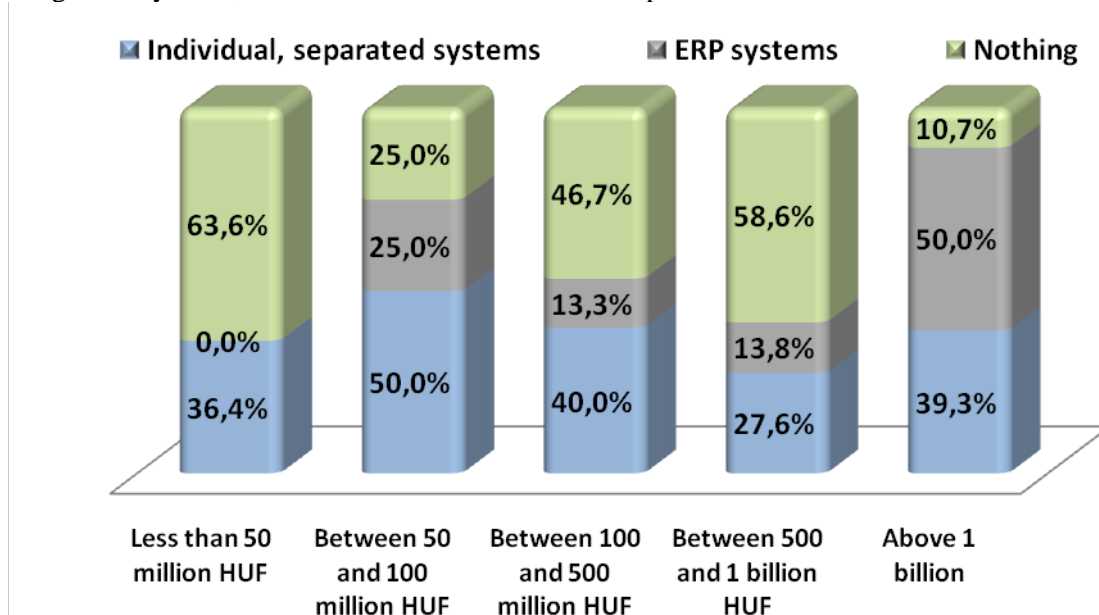 Individual, separated systems
ERP systems
Nothing
63,6%
0,0%
36,4%
25,0%
25,0%
50,0%
46,7%
13,3%
40,0%
58,6%
13,8%
27,6%
10,7%
50,0%
39,3%
Less than 50
million HUF
Between 50
and 100
million HUF
Between 100
and 500
million HUF
Between 500
and 1 billion
HUF
Above 1
billion